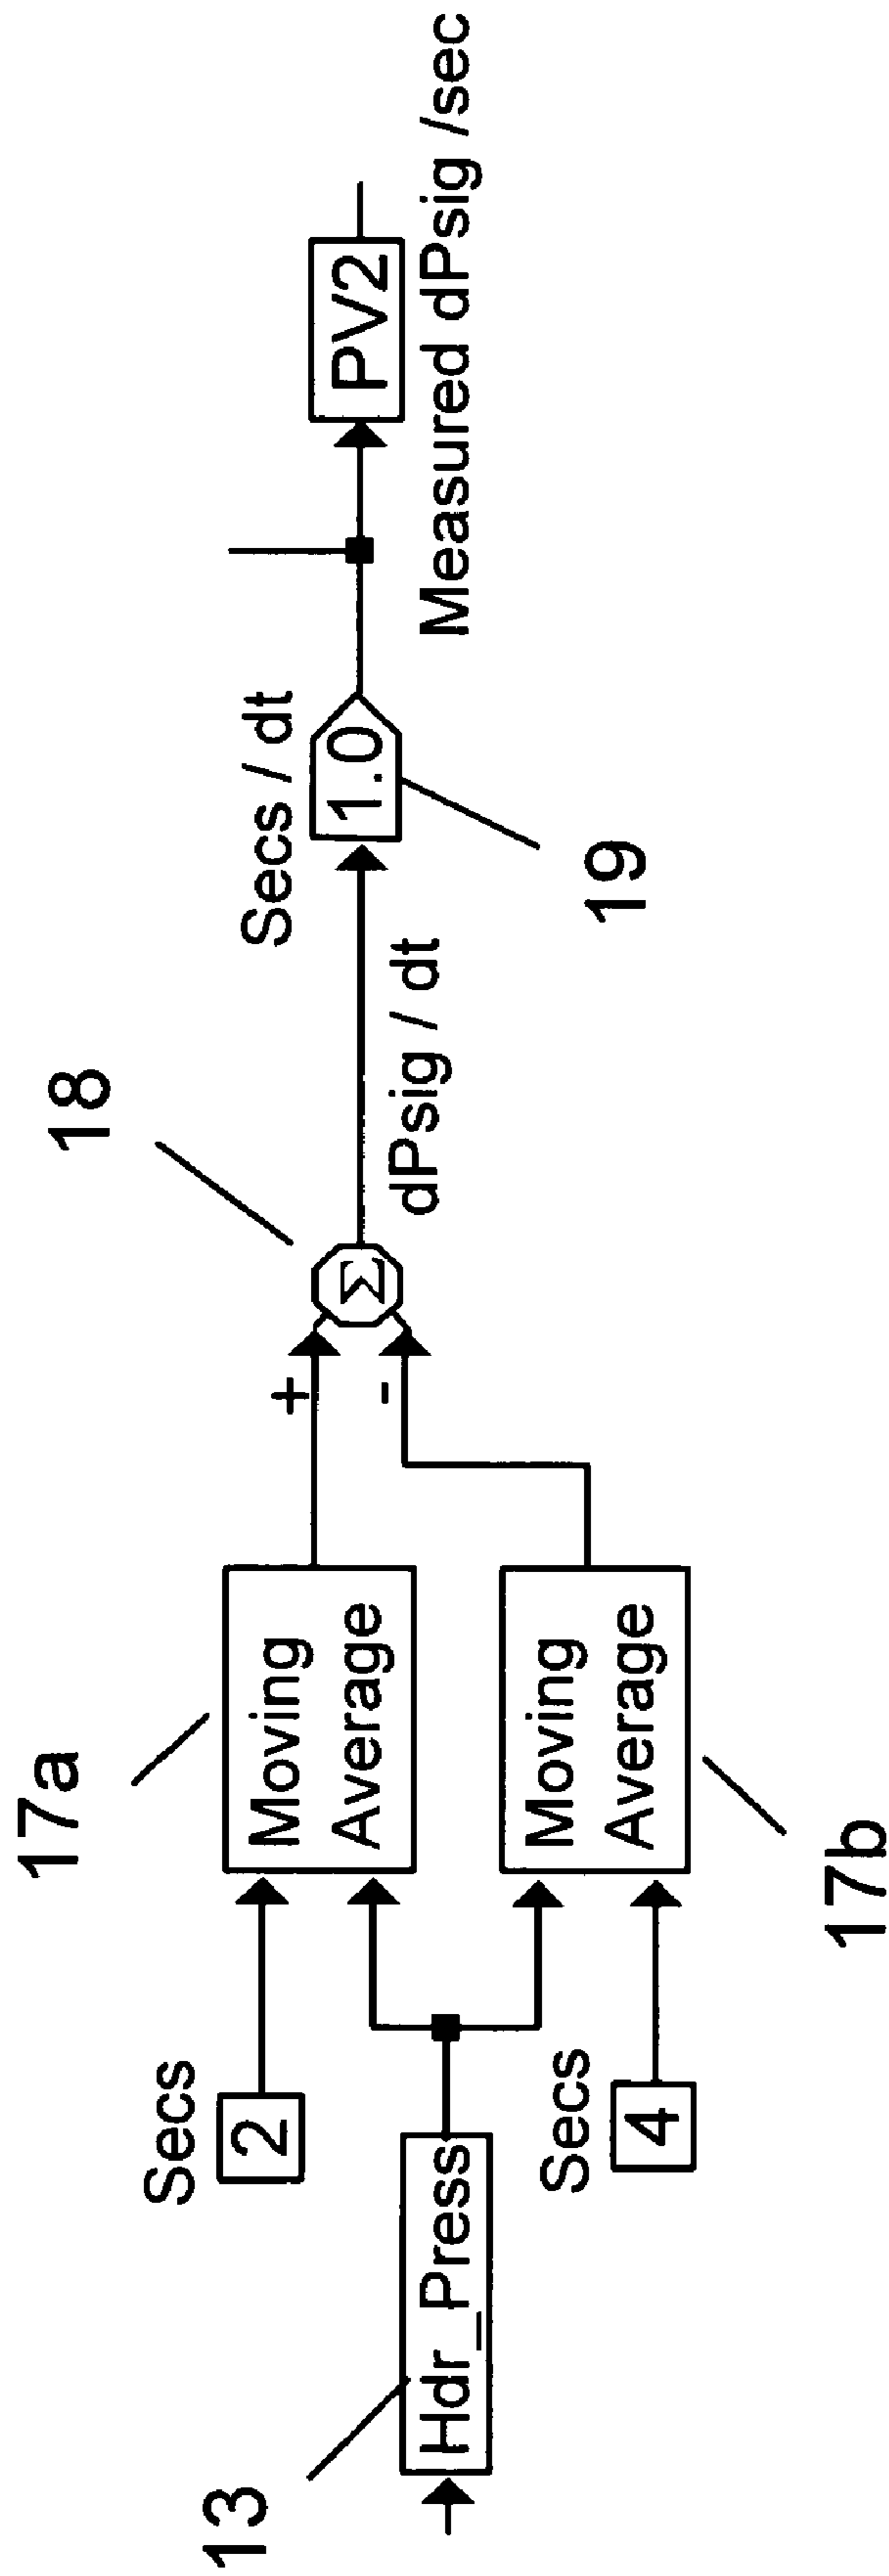 13
Hdr_Press
Secs
2
Secs
4
17a
Moving
Average
17b
Moving
Average
+
-
18
Σ
dPsig / dt
Secs / dt
1.0
19
PV2
Measured dPsig /sec